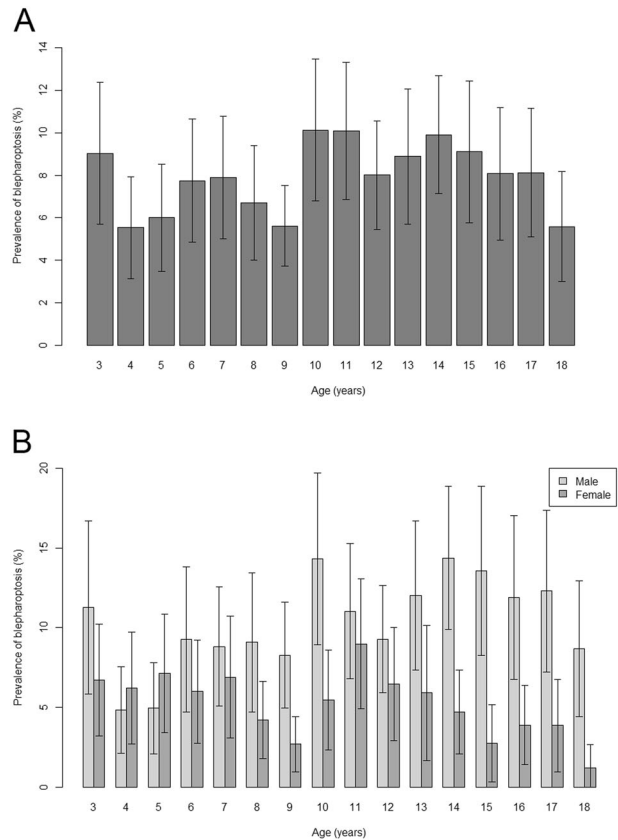 A
Prevalence of blepharoptosis (%)
14
12
10
8
6
4
2
0
3 4 5 6 7 8 9 10 11 12 13 14 15 16 17 18
Age (years)
B
Prevalence of blepharoptosis (%)
20
15
10
5
0
Male
Female
3 4 5 6 7 8 9 10 11 12 13 14 15 16 17 18
Age (years)